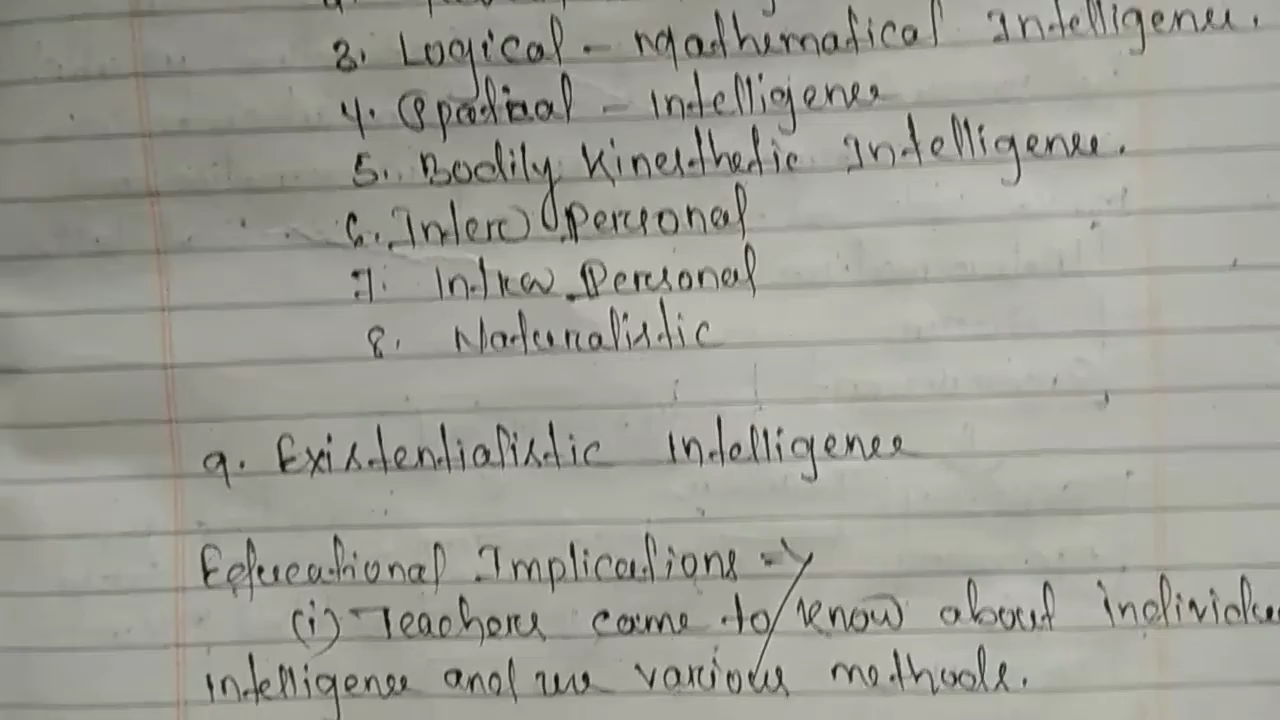 3. Logical - mathematical Intelligence.
4. Spatial - Intelligence
5. Bodily Kinesthetic Intelligence.
6. Inter Personal
7. Intra Personal
8. Naturalistic
9. Existentialistic Intelligence
Educational Implications =>
(i) Teachers came to know about
intelligence and use various methods.